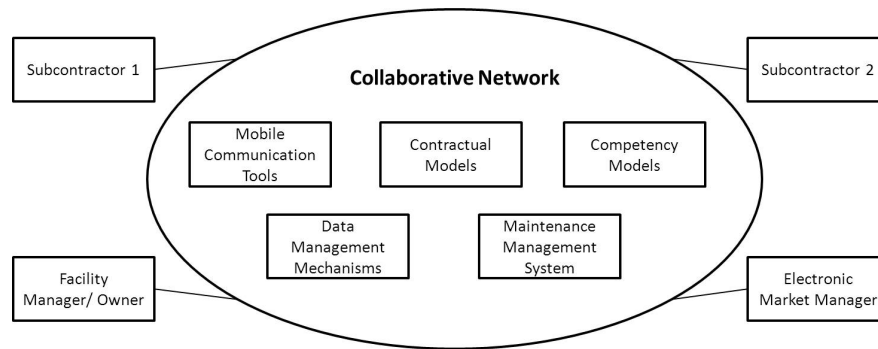 Subcontractor 1
Subcontractor 2
Collaborative Network
Mobile
Communication
Tools
Contractual
Models
Competency
Models
Data
Management
Mechanisms
Maintenance
Management
System
Facility
Manager/ Owner
Electronic
Market Manager